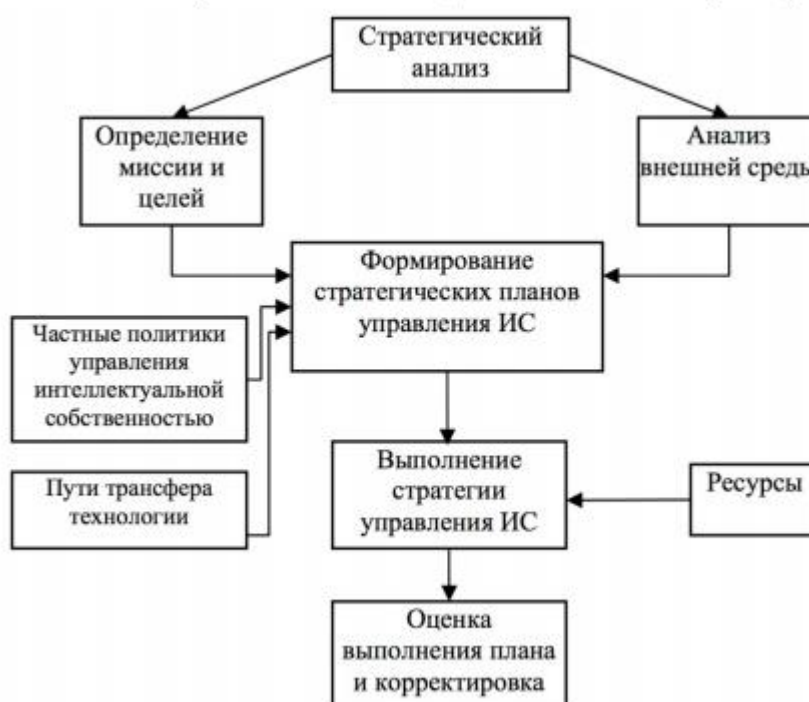 Стратегический
анализ
Определение
миссии и
целей
Анализ
внешней средь
Формирование
стратегических планов
управления ИС
Частные политики
управления
интеллектуальной
собственностью
Пути трансфера
технологии
Выполнение
стратегии
управления ИС
Ресурсы
Оценка
выполнения плана
и корректировка